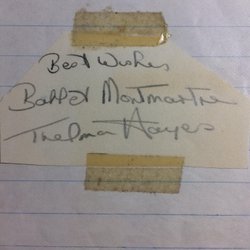 Best Wishes
Ballet Montmartre
Thelma Hayes